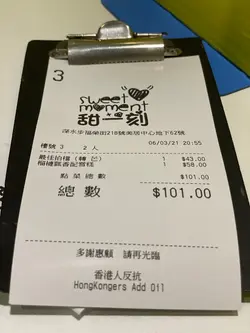 3
sweet
moment
甜一刻
深水步福榮街218號美居中心地下62號
檯號 3 2 人 06/03/21 20:55
1 $43.00
1 $58.00
點菜總數 $101.00
總數 $101.00
多謝惠顧 請再光臨
香港人反抗
HongKongers Add Oil